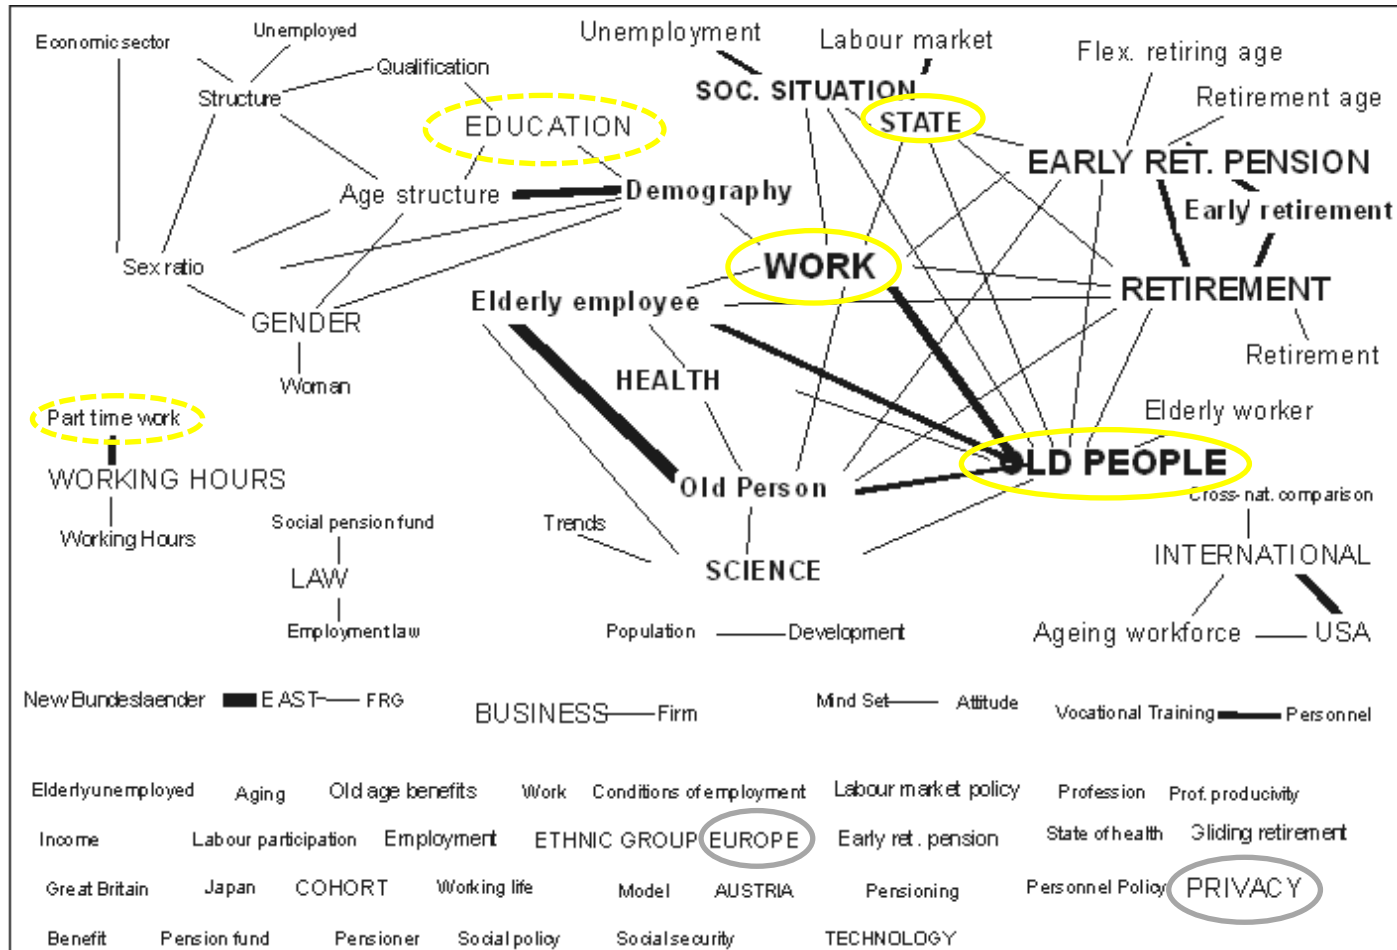 Economic sector
Unemployed
Unemployment
Labour market
Flex. retiring age
Qualification
Structure
SOC. SITUATION
Retirement age
EDUCATION
STATE
EARLY RET. PENSION
Age structure
Demography
Early retirement
Sex ratio
WORK
RETIREMENT
Elderly employee
GENDER
Retirement
Woman
HEALTH
Part time work
Elderly worker
WORKING HOURS
OLD PEOPLE
Old Person
Cross-nat. comparison
Working Hours
Social pension fund
Trends
INTERNATIONAL
LAW
SCIENCE
Employment law
Population
Development
Ageing workforce
USA
New Bundeslaender EAST FRG
BUSINESS Firm
Mind Set Attitude
Vocational Training Personnel
Elderly unemployed Aging Old age benefits Work Conditions of employment Labour market policy Profession Prof. producivity
Income Labour participation Employment ETHNIC GROUP EUROPE Early ret. pension State of health Gliding retirement
Great Britain Japan COHORT Working life Model AUSTRIA Pensioning Personnel Policy PRIVACY
Benefit Pension fund Pensioner Social policy Social security TECHNOLOGY